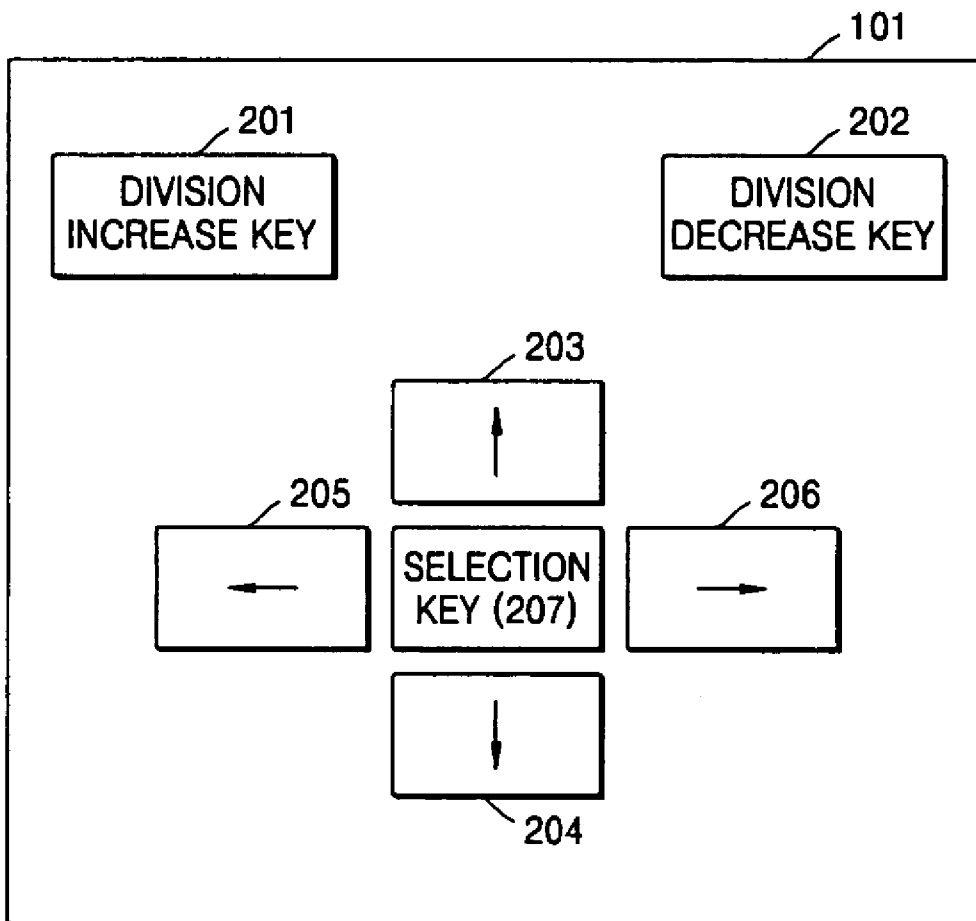 101
201
202
DIVISION
INCREASE KEY
DIVISION
DECREASE KEY
203
205
206
SELECTION
KEY (207)
204